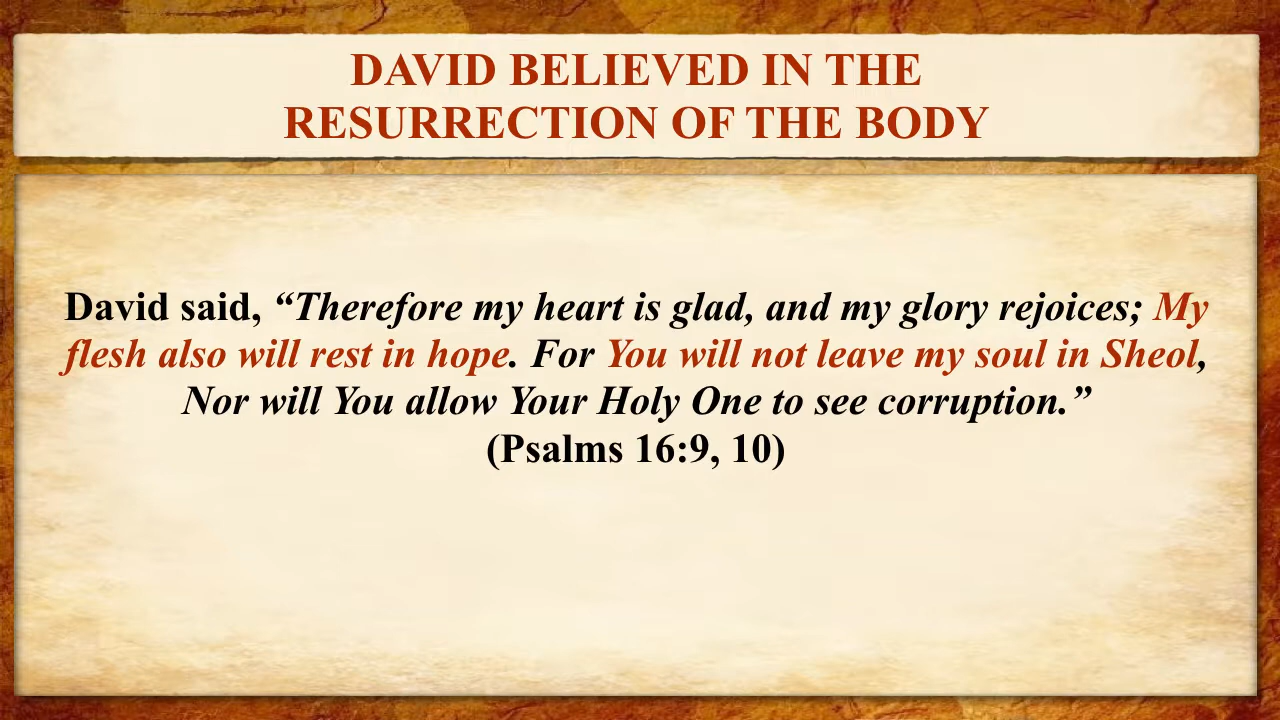 DAVID BELIEVED IN THE
RESURRECTION OF THE BODY
David said, “Therefore my heart is glad, and my glory rejoices; My
flesh also will rest in hope. For You will not leave my soul in Sheol,
Nor will You allow Your Holy One to see corruption.”
(Psalms 16:9, 10)